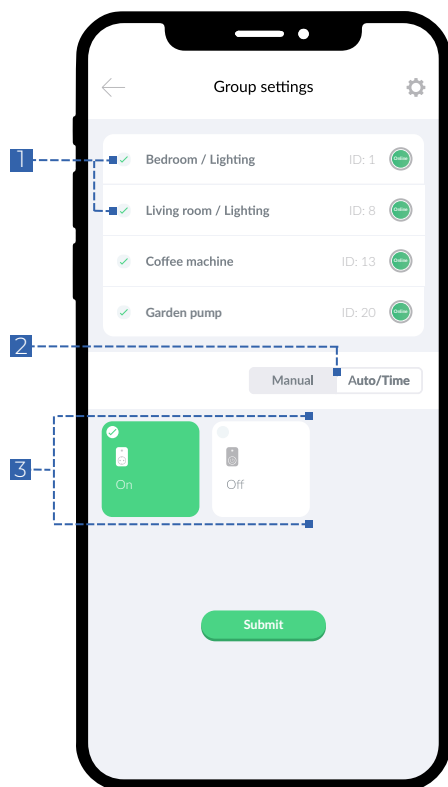 Group settings
1
Bedroom / Lighting ID: 1 Online
Living room / Lighting ID: 8 Online
Coffee machine ID: 13 Online
Garden pump ID: 20 Online
2
Manual Auto/Time
3
On Off
Submit